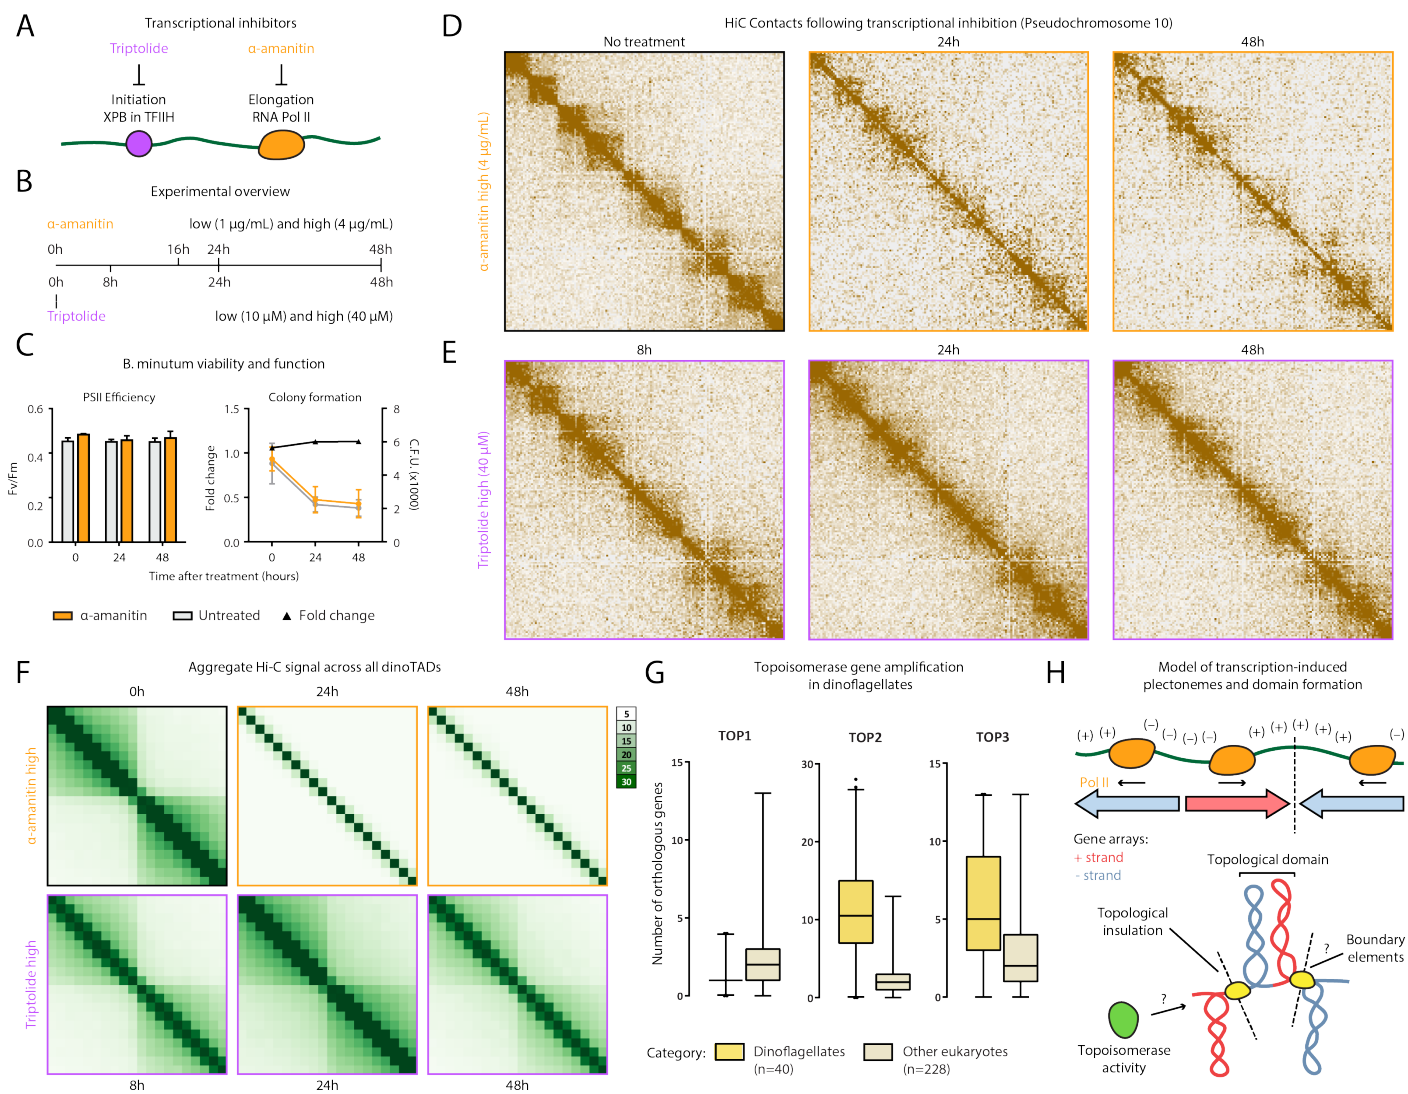 A
Transcriptional inhibitors
Triptolide
α-amanitin
Initiation
XPB in TFIIH
Elongation
RNA Pol II
B
Experimental overview
α-amanitin
low (1 µg/mL) and high (4 µg/mL)
0h 16h 24h 48h
0h 8h 24h 48h
Triptolide
low (10 µM) and high (40 µM)
C
B. minutum viability and function
PSII Efficiency
Fv/Fm
0.6
0.4
0.2
0.0
0 24 48
Colony formation
Fold change
1.5
1.0
0.5
0.0
8
6
4
2
0
C.F.U. (x1000)
0 24 48
Time after treatment (hours)
α-amanitin
Untreated
Fold change
D
HiC Contacts following transcriptional inhibition (Pseudochromosome 10)
No treatment
24h
48h
α-amanitin high (4 µg/mL)
E
8h
24h
48h
Triptolide high (40 µM)
F
Aggregate Hi-C signal across all dinoTADs
0h
24h
48h
α-amanitin high
5
10
15
20
25
30
Triptolide high
8h
24h
48h
G
Topoisomerase gene amplification
in dinoflagellates
Number of orthologous genes
TOP1
15
10
5
0
TOP2
30
20
10
0
TOP3
15
10
5
0
Category:
Dinoflagellates
(n=40)
Other eukaryotes
(n=228)
H
Model of transcription-induced
plectonemes and domain formation
(+) (+) (−) (−) (−) (−) (+) (+) (+) (+) (+) (−)
Pol II
Gene arrays:
+ strand
- strand
Topological domain
Topological
insulation
?
Boundary
elements
?
Topoisomerase
activity